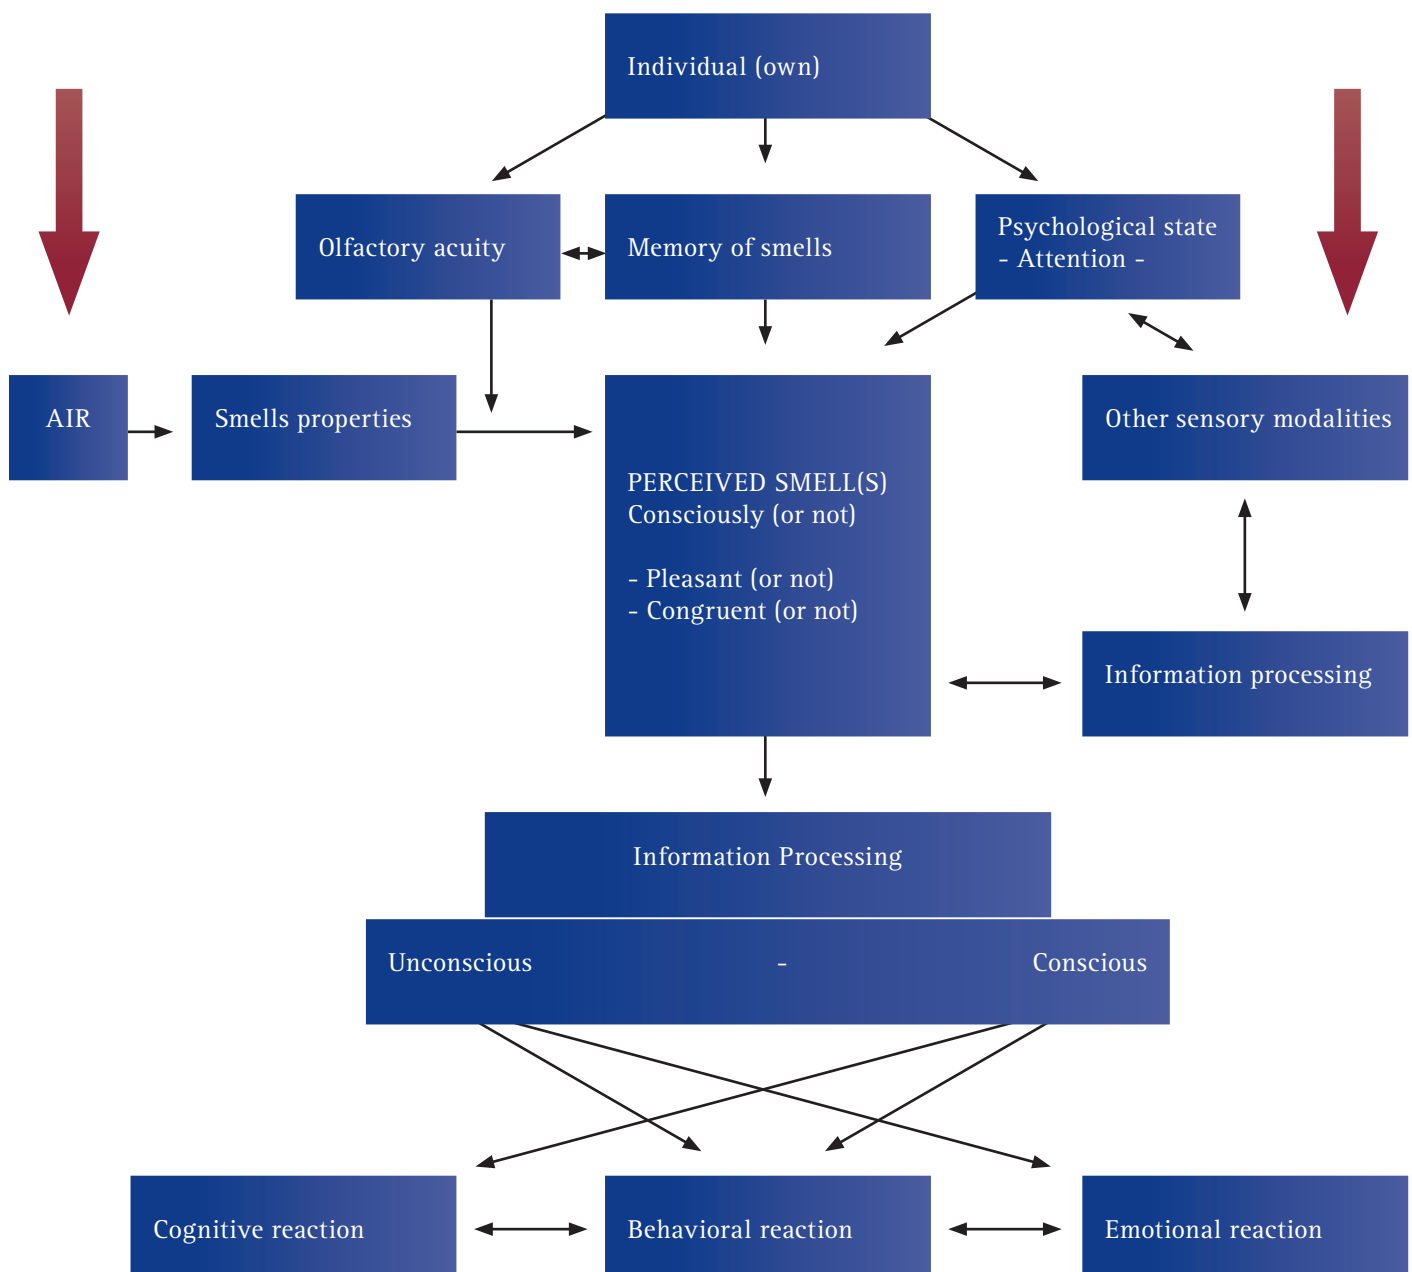 Individual (own)
Olfactory acuity
Memory of smells
Psychological state
- Attention -
AIR
Smells properties
Other sensory modalities
PERCEIVED SMELL(S)
Consciously (or not)
- Pleasant (or not)
- Congruent (or not)
Information processing
Information Processing
Unconscious - Conscious
Cognitive reaction
Behavioral reaction
Emotional reaction